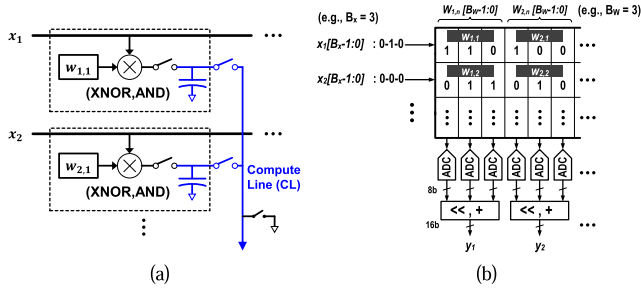 x1
w1,1
(XNOR,AND)
x2
w2,1
(XNOR,AND)
Compute
Line (CL)
(a)
(e.g., Bx = 3)
W1,n [BW-1:0]
W2,n [BW-1:0]
(e.g., BW = 3)
x1[Bx-1:0] : 0-1-0
W1,1
W2,1
1 1 0 1 0 0
x2[Bx-1:0] : 0-0-0
W1,2
W2,2
0 1 1 0 1 0
ADC ADC ADC ADC ADC ADC
8b
<< , +
<< , +
16b
y1
y2
(b)